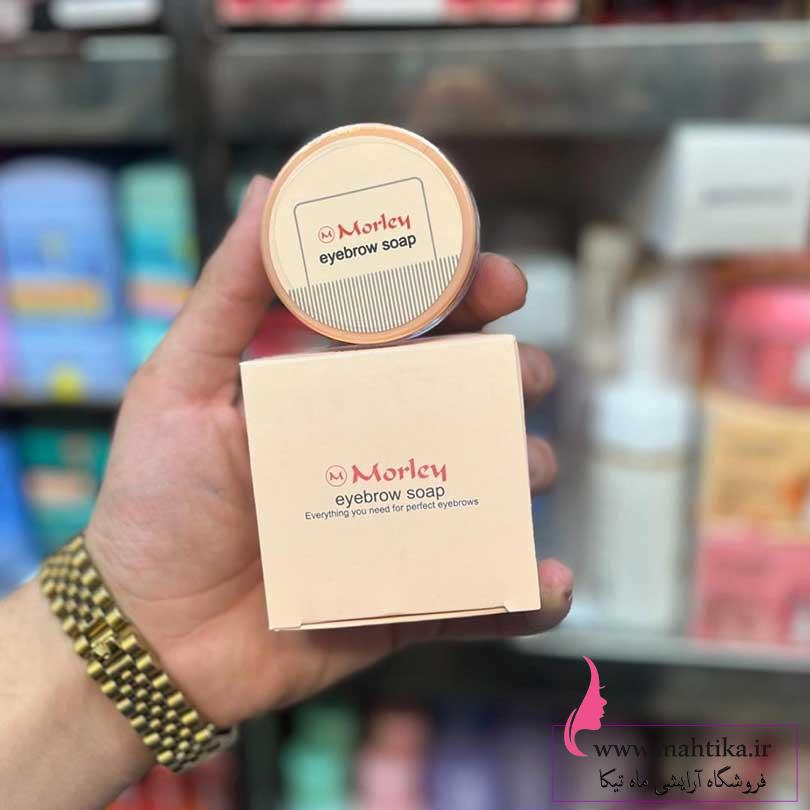 M Morley
eyebrow soap
M Morley
eyebrow soap
Everything you need for perfect eyebrows
www.mahtika.ir
فروشگاه آرایشی ماه تیکا